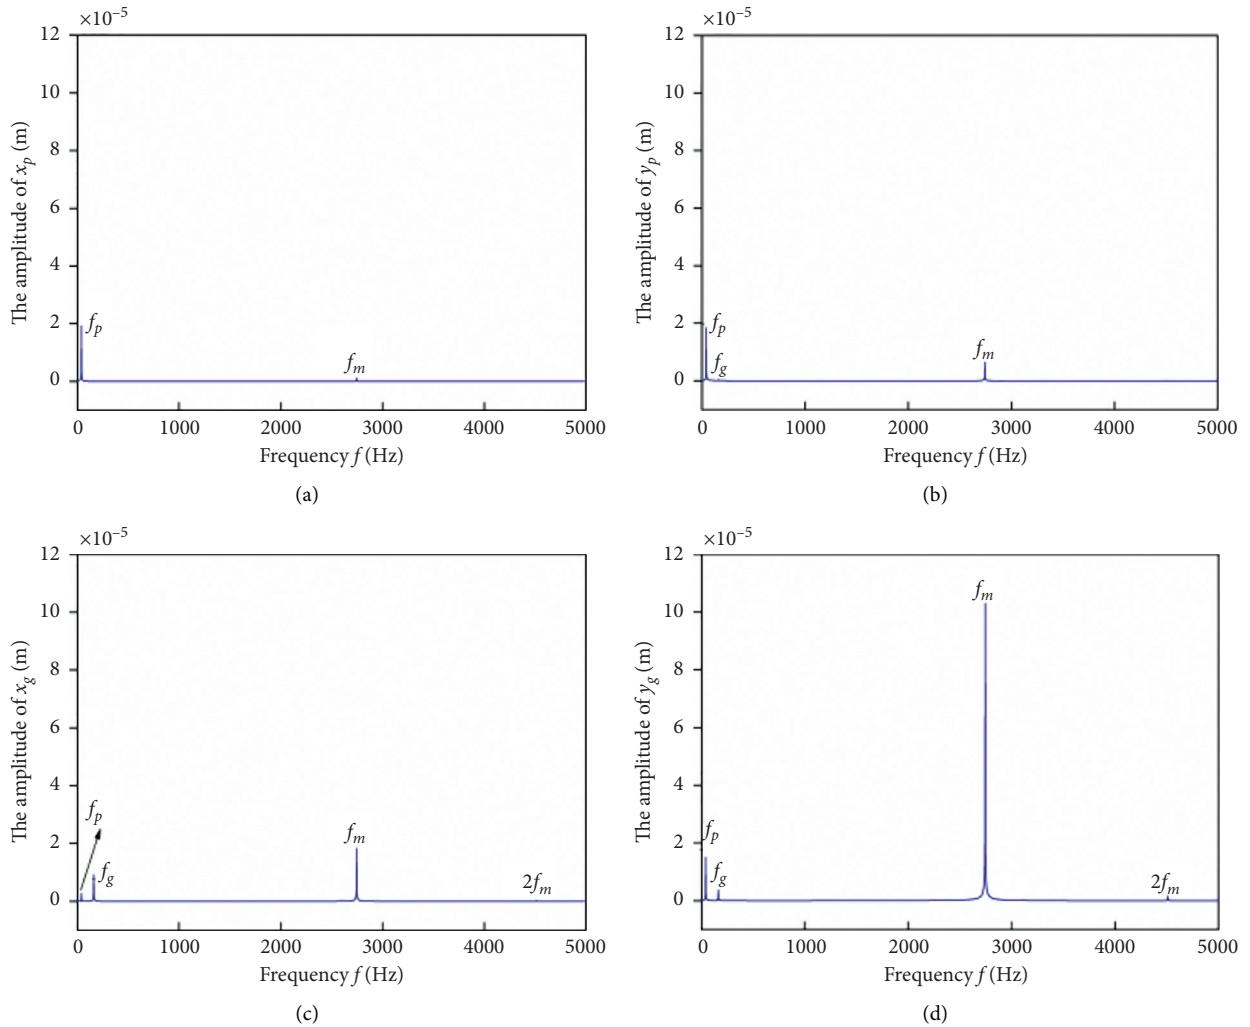 ×10⁻⁵
12
10
8
6
4
2
0
The amplitude of xₚ (m)
fₚ
fₘ
0 1000 2000 3000 4000 5000
Frequency f (Hz)
(a)
×10⁻⁵
12
10
8
6
4
2
0
The amplitude of yₚ (m)
fₚ
f_g
fₘ
0 1000 2000 3000 4000 5000
Frequency f (Hz)
(b)
×10⁻⁵
12
10
8
6
4
2
0
The amplitude of x_g (m)
fₚ
f_g
fₘ
2fₘ
0 1000 2000 3000 4000 5000
Frequency f (Hz)
(c)
×10⁻⁵
12
10
8
6
4
2
0
The amplitude of y_g (m)
fₚ
f_g
fₘ
2fₘ
0 1000 2000 3000 4000 5000
Frequency f (Hz)
(d)